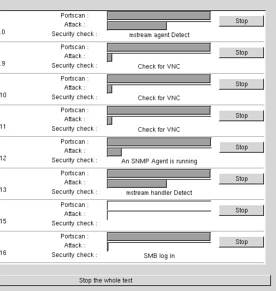 Portscan :
.0 Attack : Stop
Security check : mstream agent Detect
Portscan :
.9 Attack : Stop
Security check : Check for VNC
Portscan :
10 Attack : Stop
Security check : Check for VNC
Portscan :
11 Attack : Stop
Security check : Check for VNC
Portscan :
12 Attack : Stop
Security check : An SNMP Agent is running
Portscan :
13 Attack : Stop
Security check : mstream handler Detect
Portscan :
15 Attack : Stop
Security check :
Portscan :
16 Attack : Stop
Security check : SMB log in
Stop the whole test